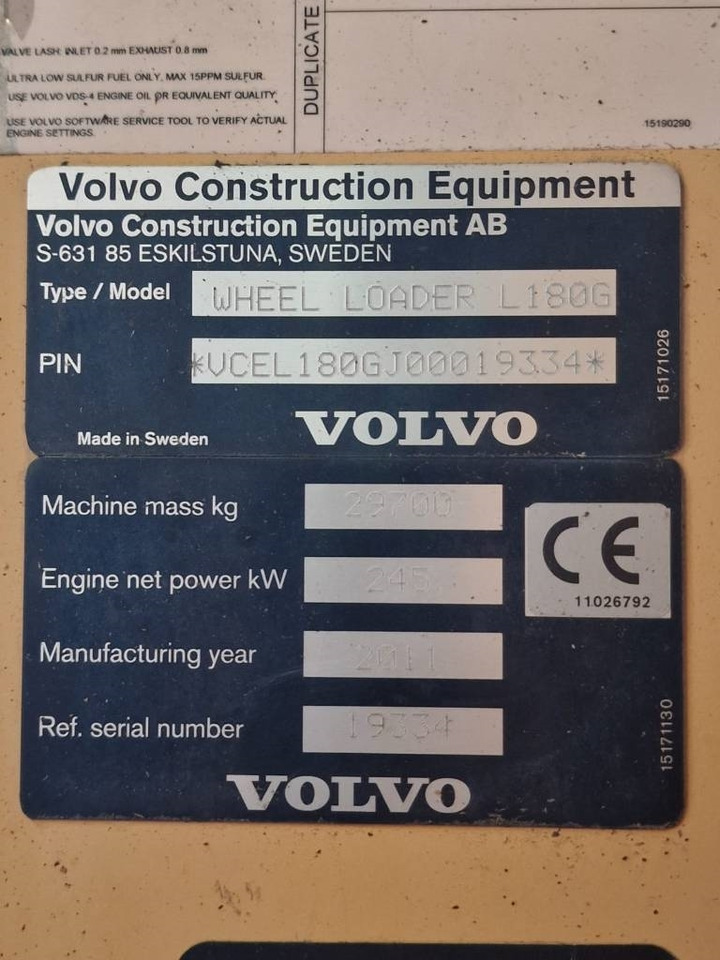 VALVE LASH: INLET 0.2 mm EXHAUST 0.8 mm
ULTRA LOW SULFUR FUEL ONLY, MAX 15PPM SULFUR.
USE VOLVO VDS-4 ENGINE OIL OR EQUIVALENT QUALITY
USE VOLVO SOFTWARE SERVICE TOOL TO VERIFY ACTUAL
ENGINE SETTINGS.
DUPLICATE
15190290
Volvo Construction Equipment
Volvo Construction Equipment AB
S-631 85 ESKILSTUNA, SWEDEN
Type / Model WHEEL LOADER L180G
PIN *VCEL180GJ00019334*
15171026
Made in Sweden VOLVO
Machine mass kg 29700
CE
Engine net power kW 245
11026792
Manufacturing year 2011
Ref. serial number 19334
15171130
VOLVO